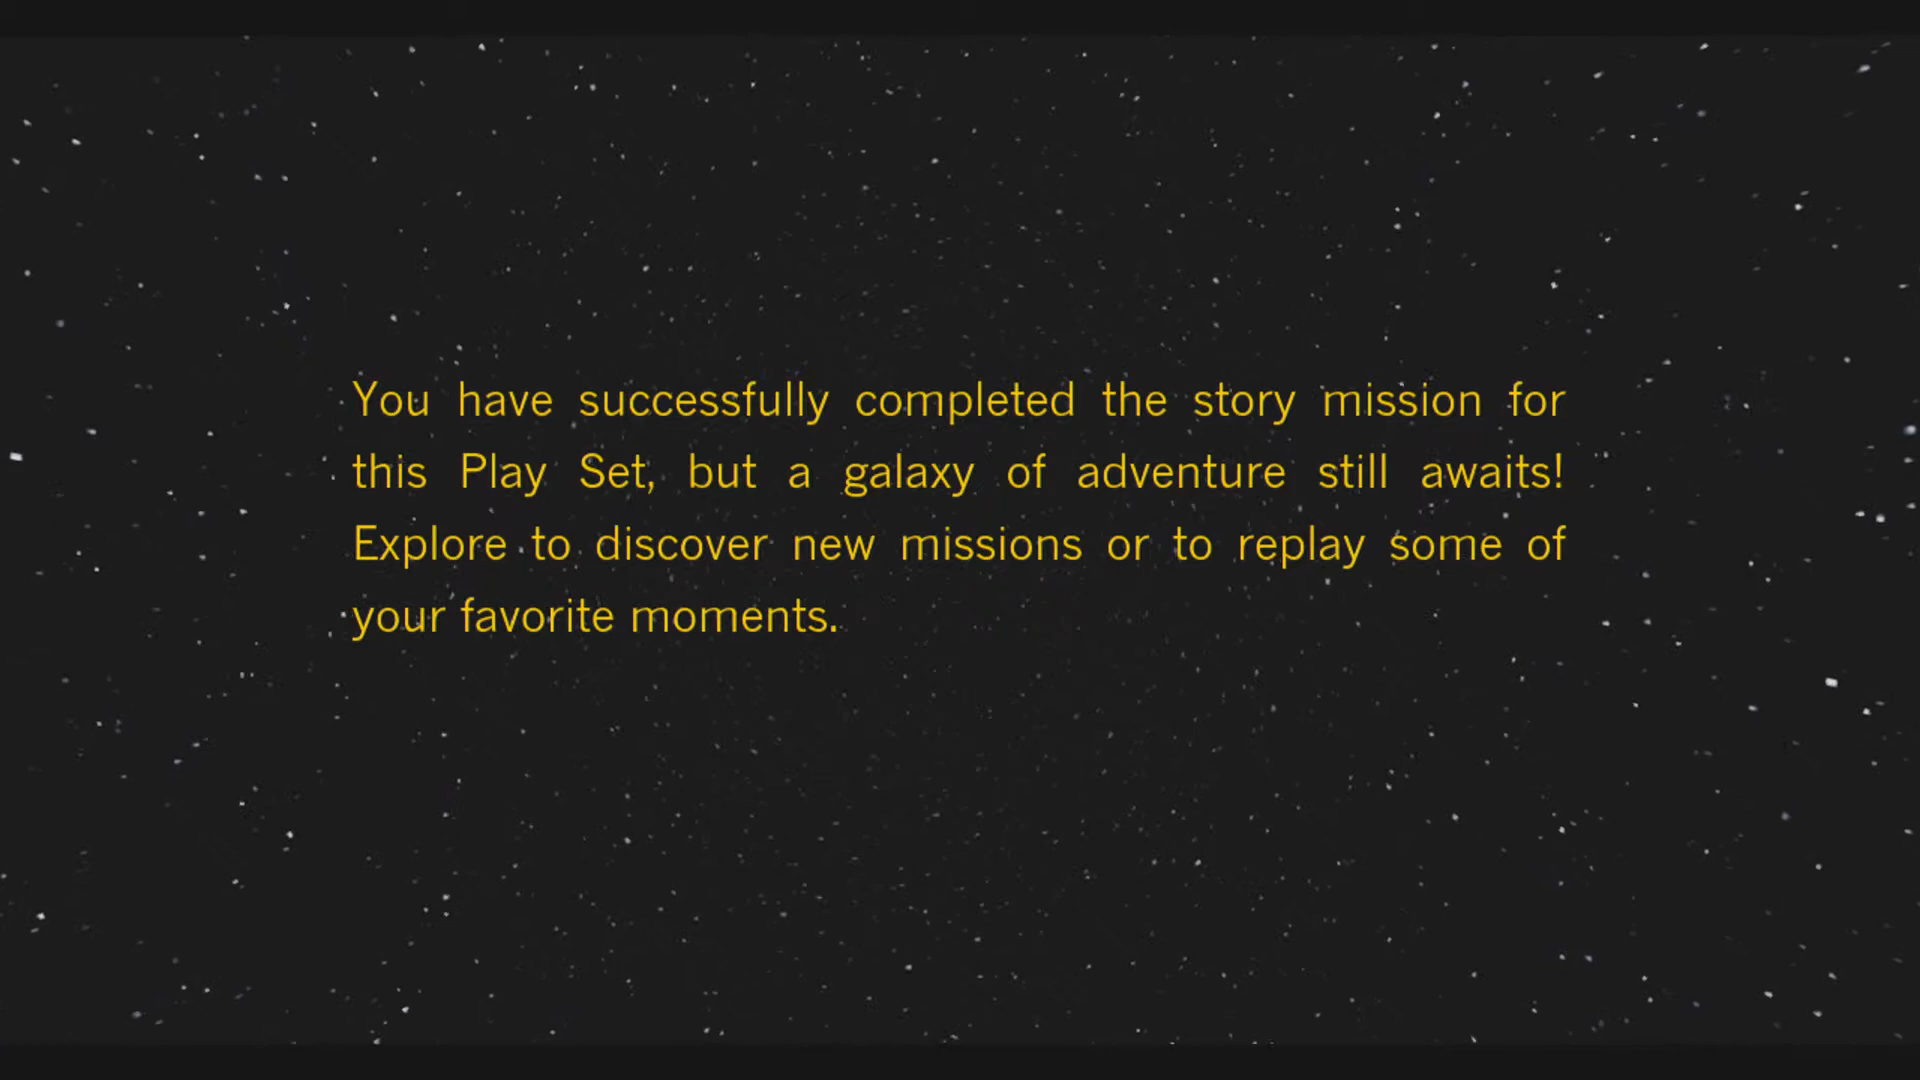 You have successfully completed the story mission for
this Play Set, but a galaxy of adventure still awaits!
Explore to discover new missions or to replay some of
your favorite moments.